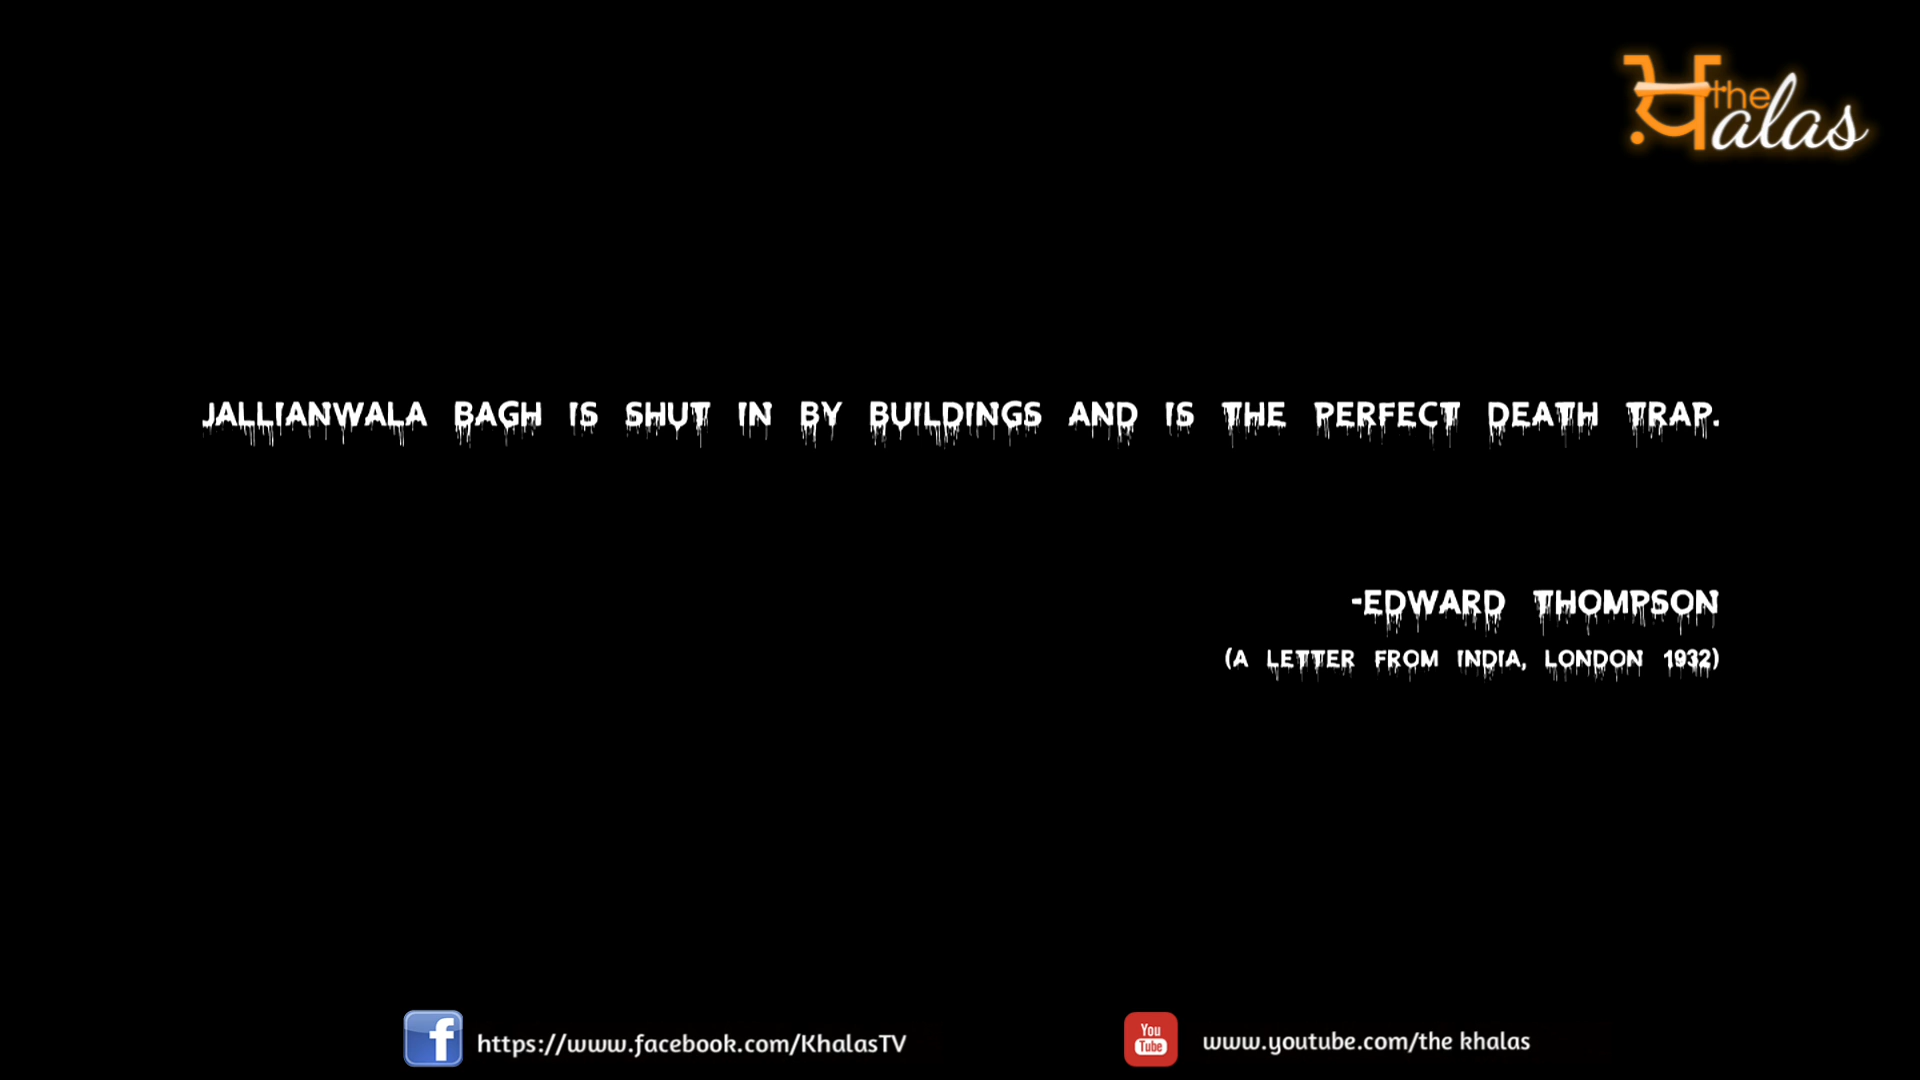 the
ख़alas
JALLIANWALA BAGH IS SHUT IN BY BUILDINGS AND IS THE PERFECT DEATH TRAP.
-EDWARD THOMPSON
(A LETTER FROM INDIA, LONDON 1932)
f https://www.facebook.com/KhalasTV
You
Tube
www.youtube.com/the khalas